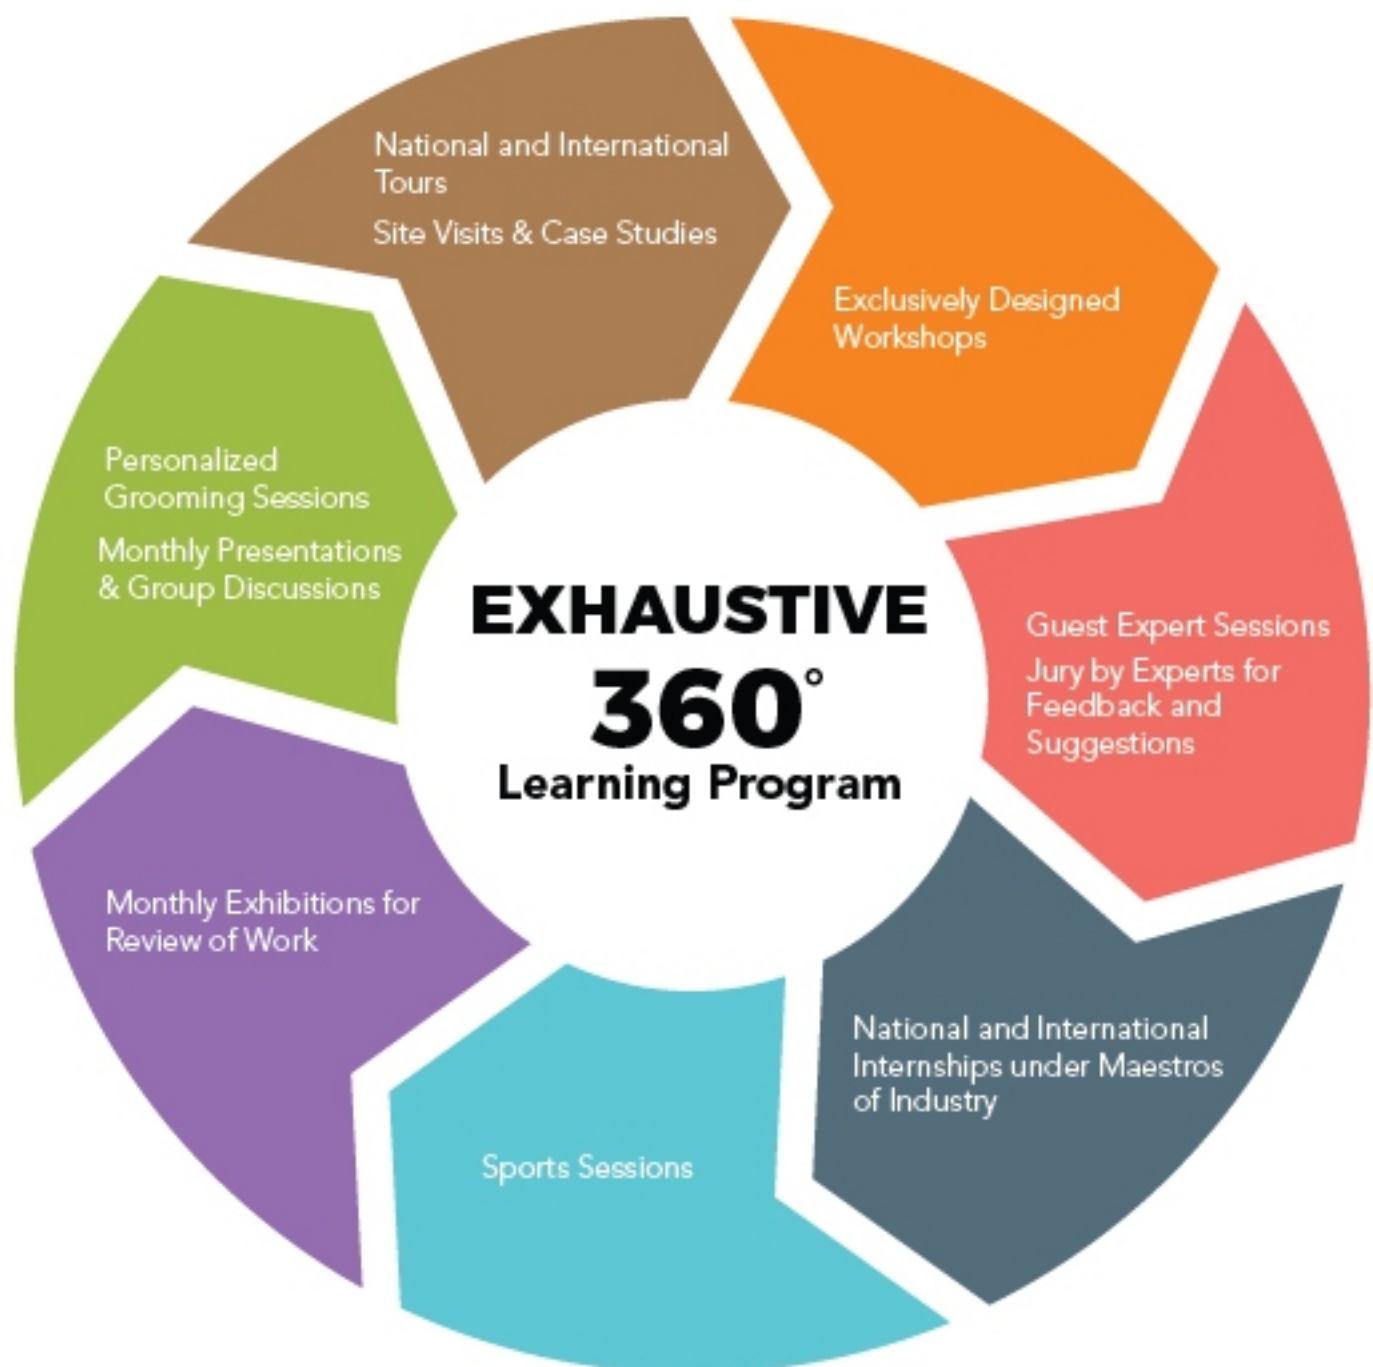 National and International
Tours
Site Visits & Case Studies
Exclusively Designed
Workshops
Guest Expert Sessions
Jury by Experts for
Feedback and
Suggestions
National and International
Internships under Maestros
of Industry
Sports Sessions
Monthly Exhibitions for
Review of Work
Personalized
Grooming Sessions
Monthly Presentations
& Group Discussions
EXHAUSTIVE
360°
Learning Program